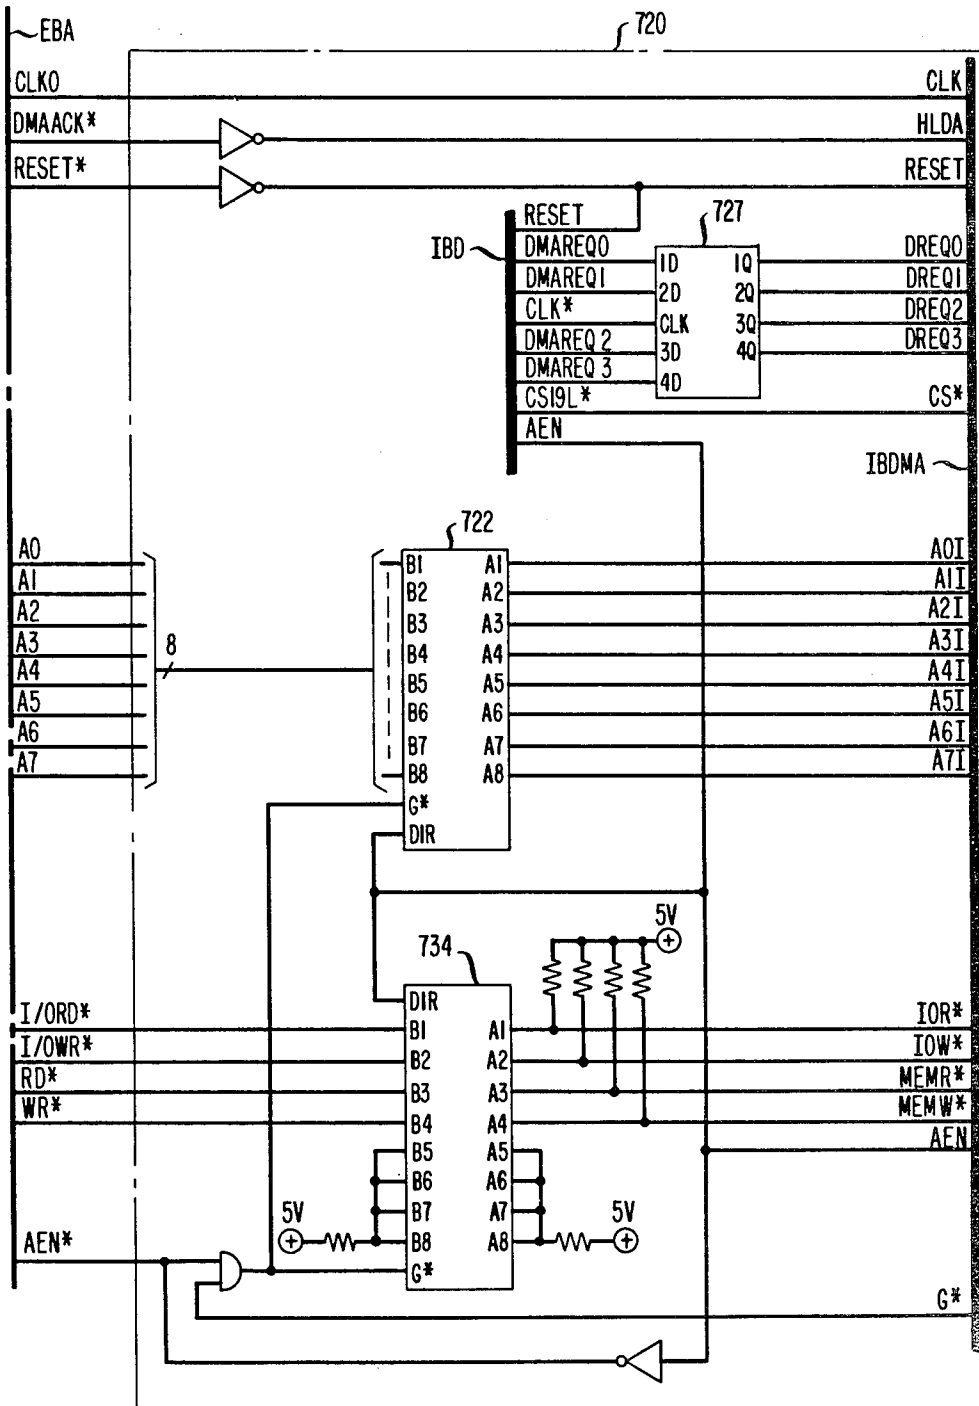 720
EBA
CLK0 CLK
DMAACK* HLDA
RESET* RESET
RESET 727
IBD DMAREQ0 1D 1Q DREQ0
DMAREQ1 2D 2Q DREQ1
CLK* CLK 3Q DREQ2
DMAREQ2 3D 4Q DREQ3
DMAREQ3 4D
CS19L* CS*
AEN
IBDMA
722
A0 B1 A1 A0I
A1 B2 A2 A1I
A2 B3 A3 A2I
A3 8 B4 A4 A3I
A4 B5 A5 A4I
A5 B6 A6 A5I
A6 B7 A7 A6I
A7 B8 A8 A7I
G*
DIR
5V
734
DIR
I/ORD* B1 A1 IOR*
I/OWR* B2 A2 IOW*
RD* B3 A3 MEMR*
WR* B4 A4 MEMW*
B5 A5 AEN
B6 A6
5V B7 A7 5V
B8 A8
AEN* G*
G*